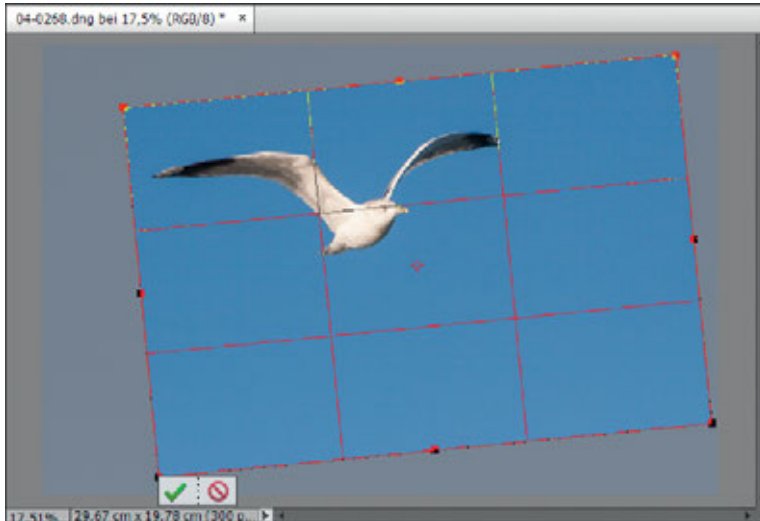 04-0268.dng bei 17,5% (RGB/8) * ×
17,51% 29,67 cm x 19,78 cm (300 p...